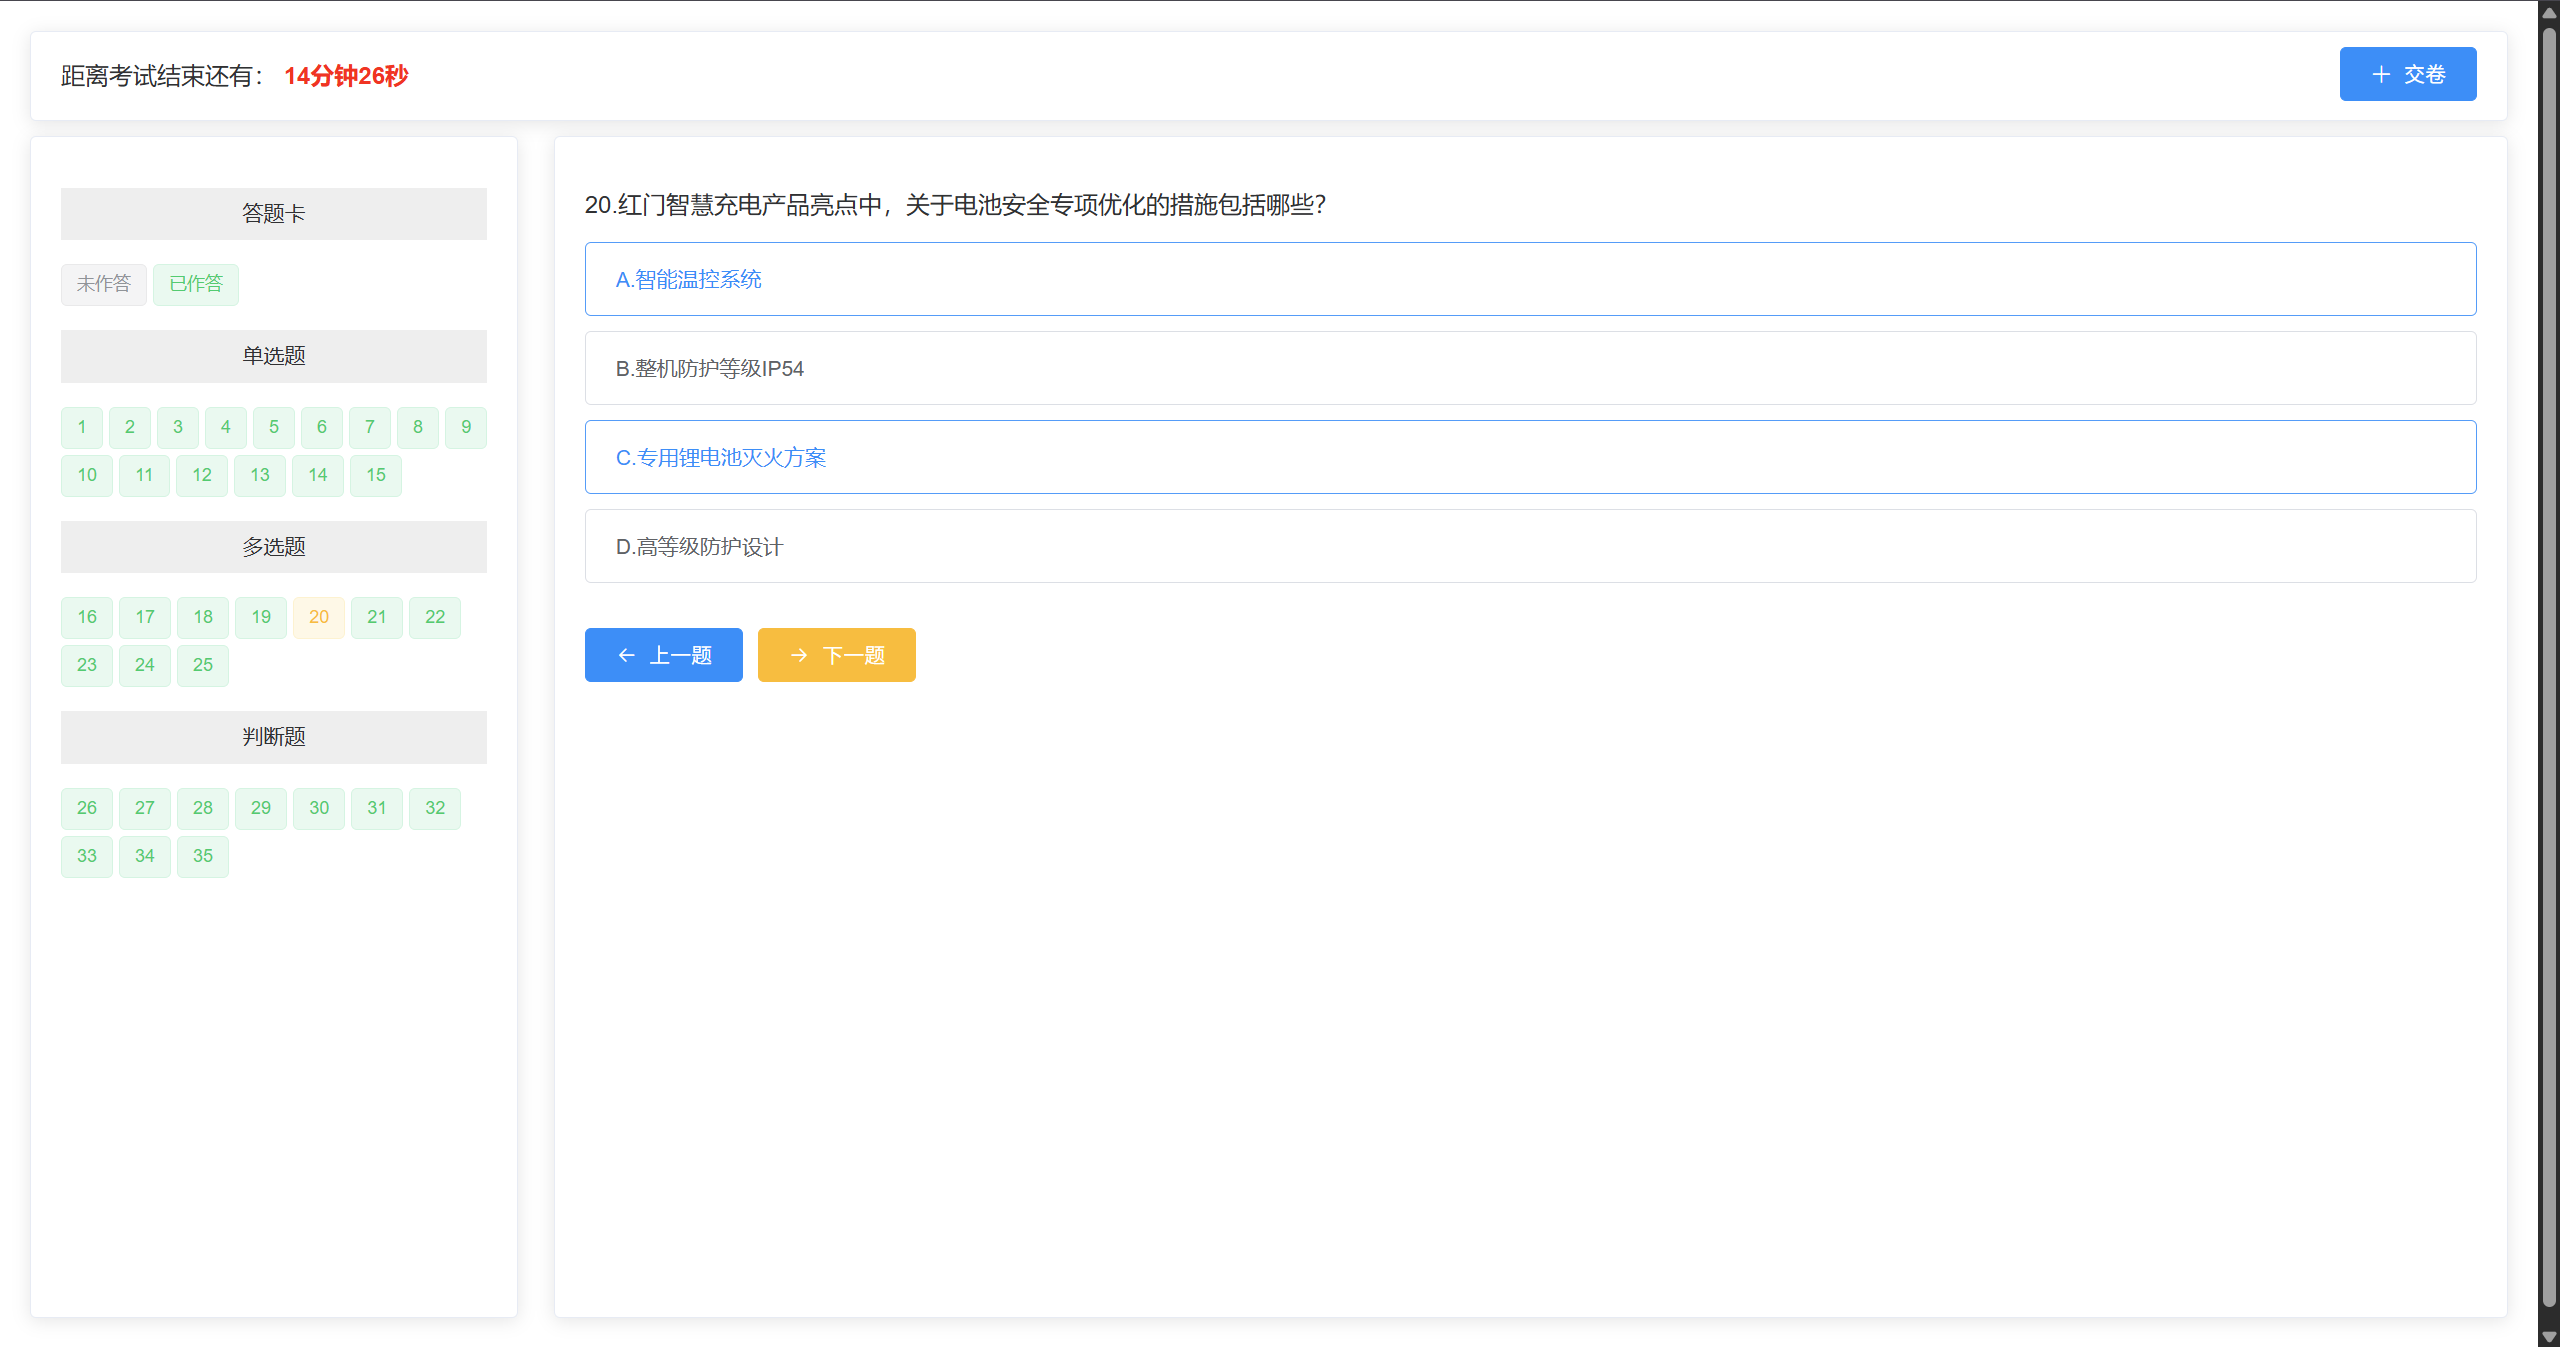 距离考试结束还有： 14分钟26秒
交卷
答题卡
未作答 已作答
单选题
1 2 3 4 5 6 7 8 9
10 11 12 13 14 15
多选题
16 17 18 19 20 21 22
23 24 25
判断题
26 27 28 29 30 31 32
33 34 35
20.红门智慧充电产品亮点中，关于电池安全专项优化的措施包括哪些？
A.智能温控系统
B.整机防护等级IP54
C.专用锂电池灭火方案
D.高等级防护设计
← 上一题 → 下一题